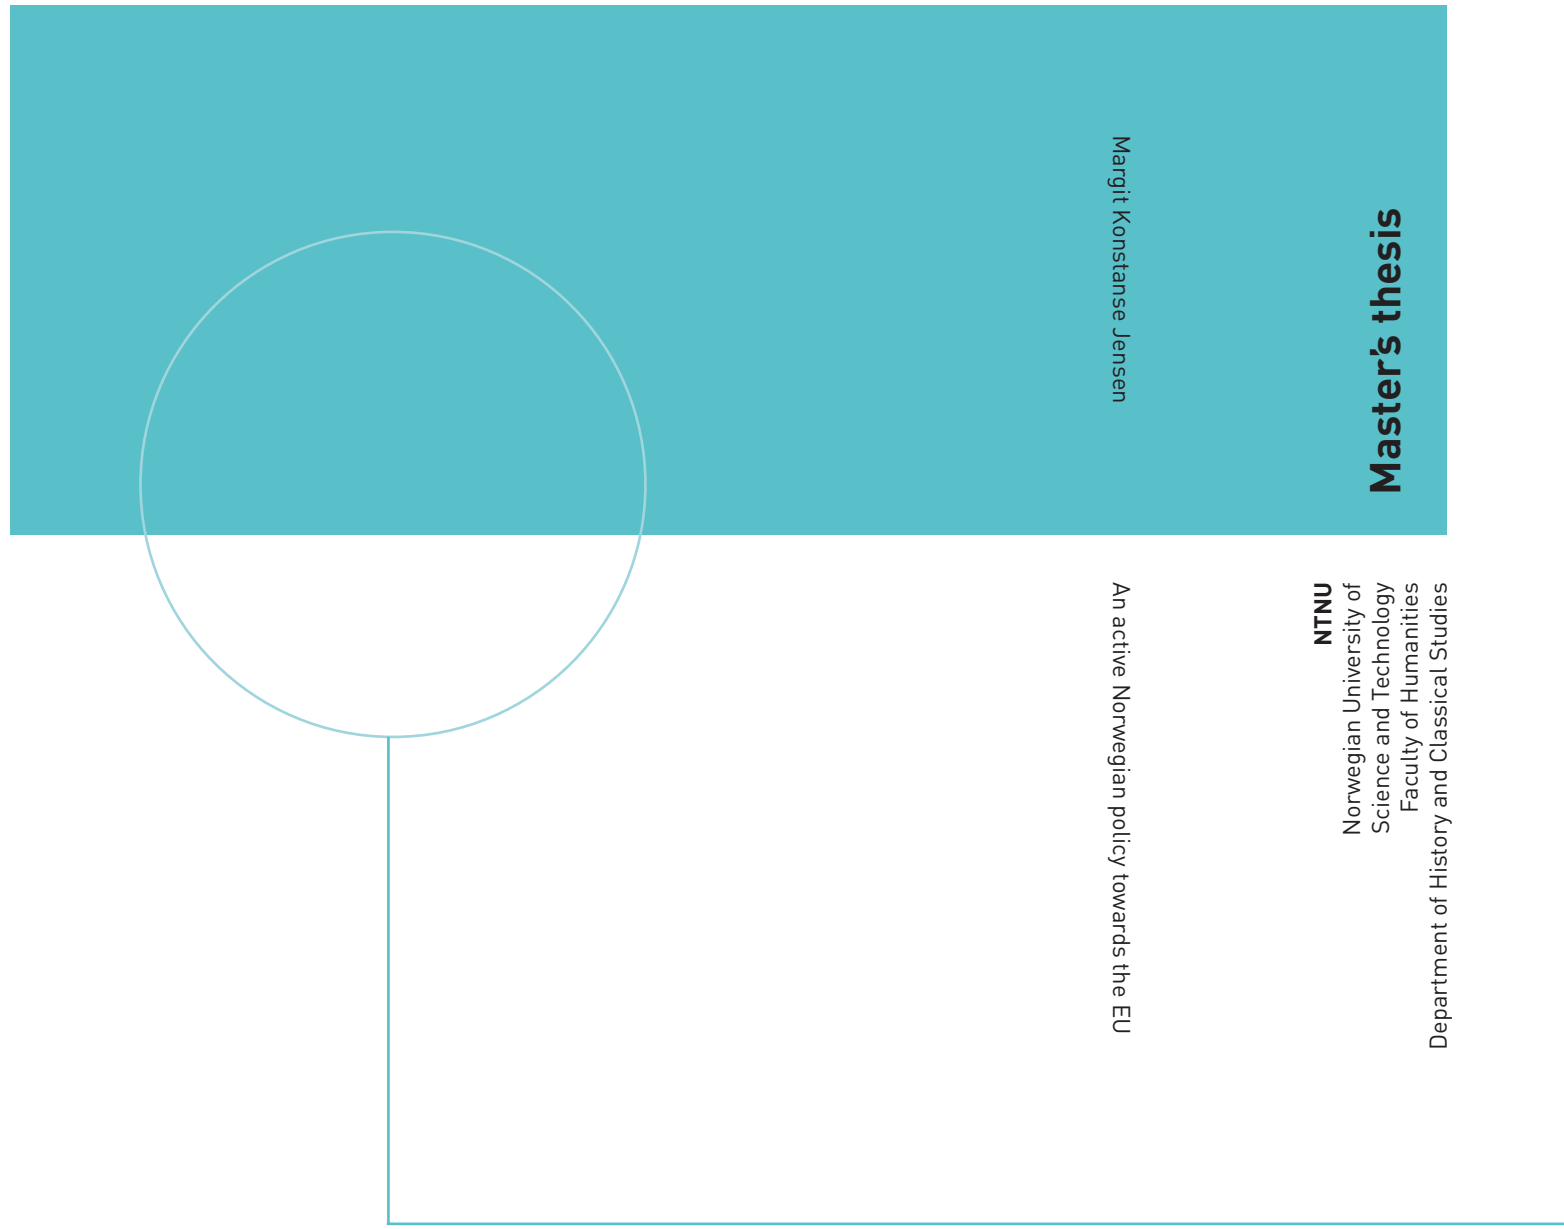 Margit Konstanse Jensen
An active Norwegian policy towards the EU
Master's thesis
NTNU
Norwegian University of
Science and Technology
Faculty of Humanities
Department of History and Classical Studies